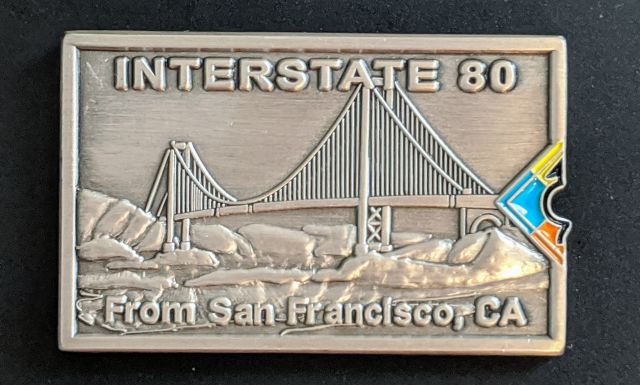 INTERSTATE 80
From San Francisco, CA